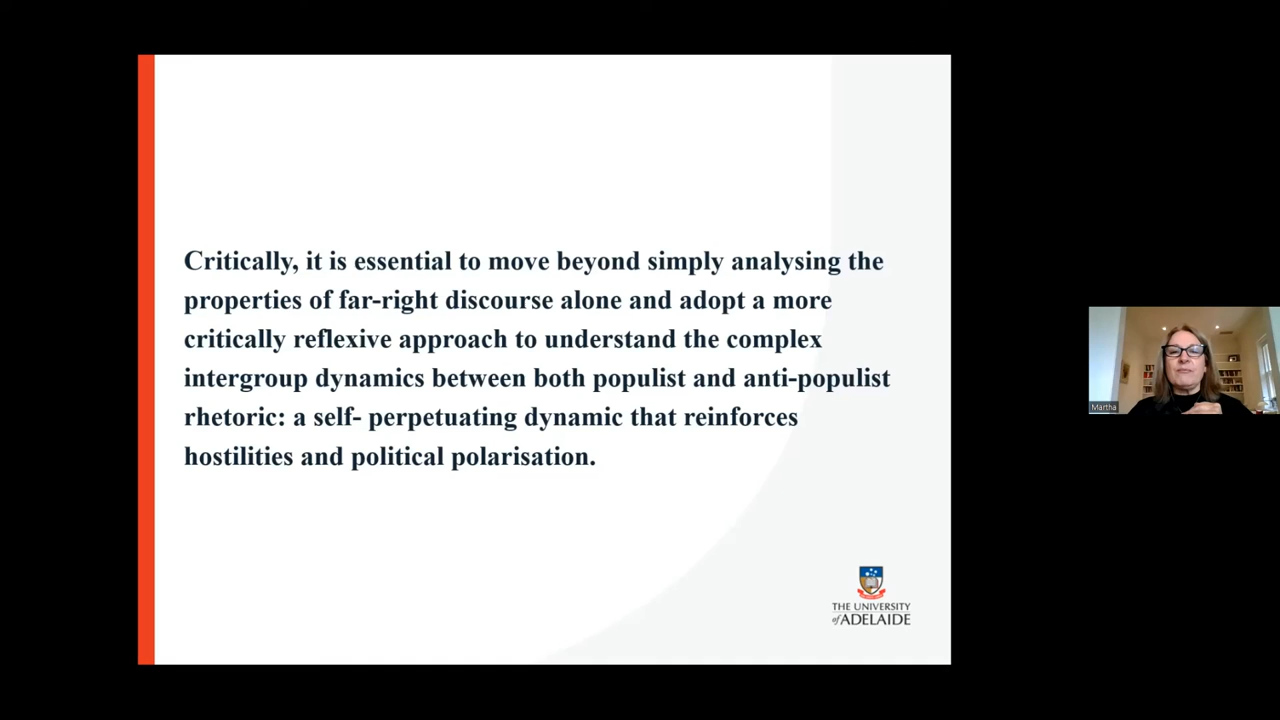 Critically, it is essential to move beyond simply analysing the
properties of far-right discourse alone and adopt a more
critically reflexive approach to understand the complex
intergroup dynamics between both populist and anti-populist
rhetoric: a self- perpetuating dynamic that reinforces
hostilities and political polarisation.
THE UNIVERSITY
of ADELAIDE
Martha